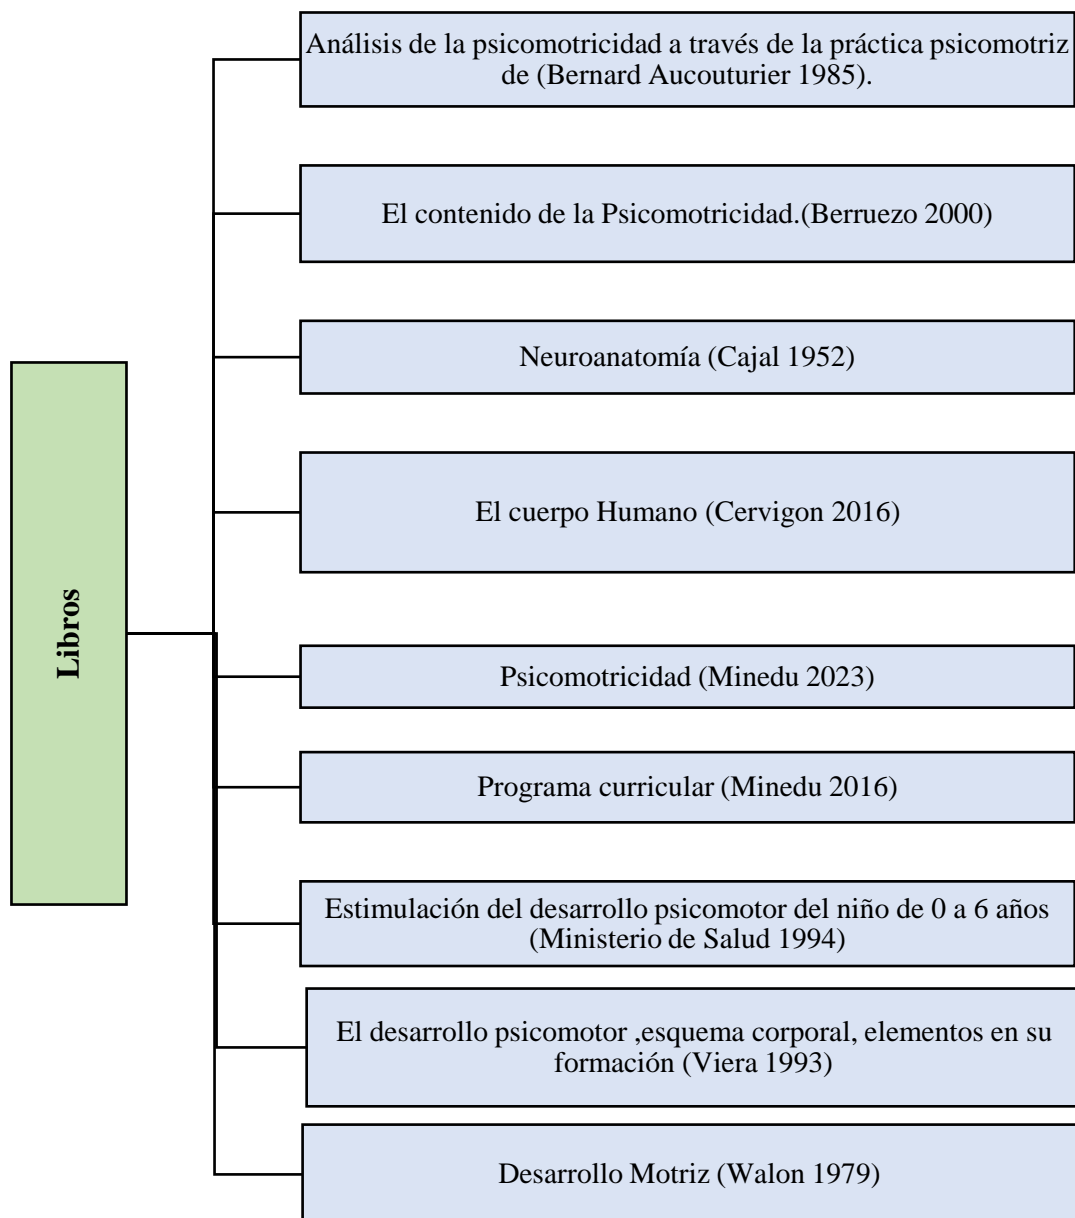 Libros
Análisis de la psicomotricidad a través de la práctica psicomotriz
de (Bernard Aucouturier 1985).
El contenido de la Psicomotricidad.(Berruezo 2000)
Neuroanatomía (Cajal 1952)
El cuerpo Humano (Cervigon 2016)
Psicomotricidad (Minedu 2023)
Programa curricular (Minedu 2016)
Estimulación del desarrollo psicomotor del niño de 0 a 6 años
(Ministerio de Salud 1994)
El desarrollo psicomotor ,esquema corporal, elementos en su
formación (Viera 1993)
Desarrollo Motriz (Walon 1979)